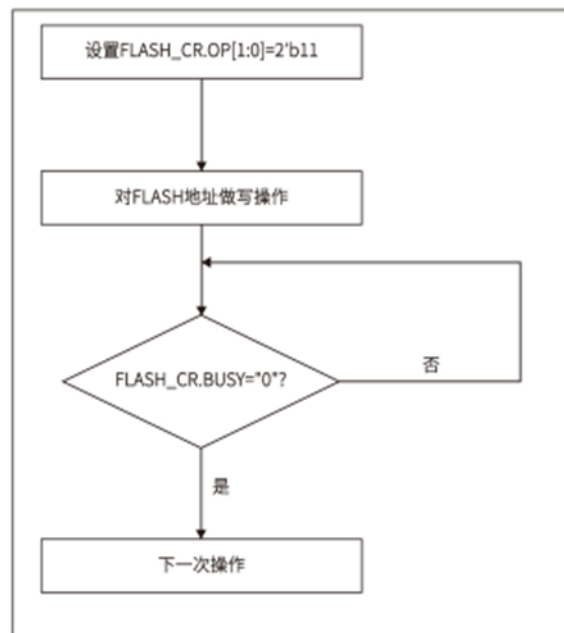 设置FLASH_CR.OP[1:0]=2'b11
对FLASH地址做写操作
FLASH_CR.BUSY="0"?
否
是
下一次操作